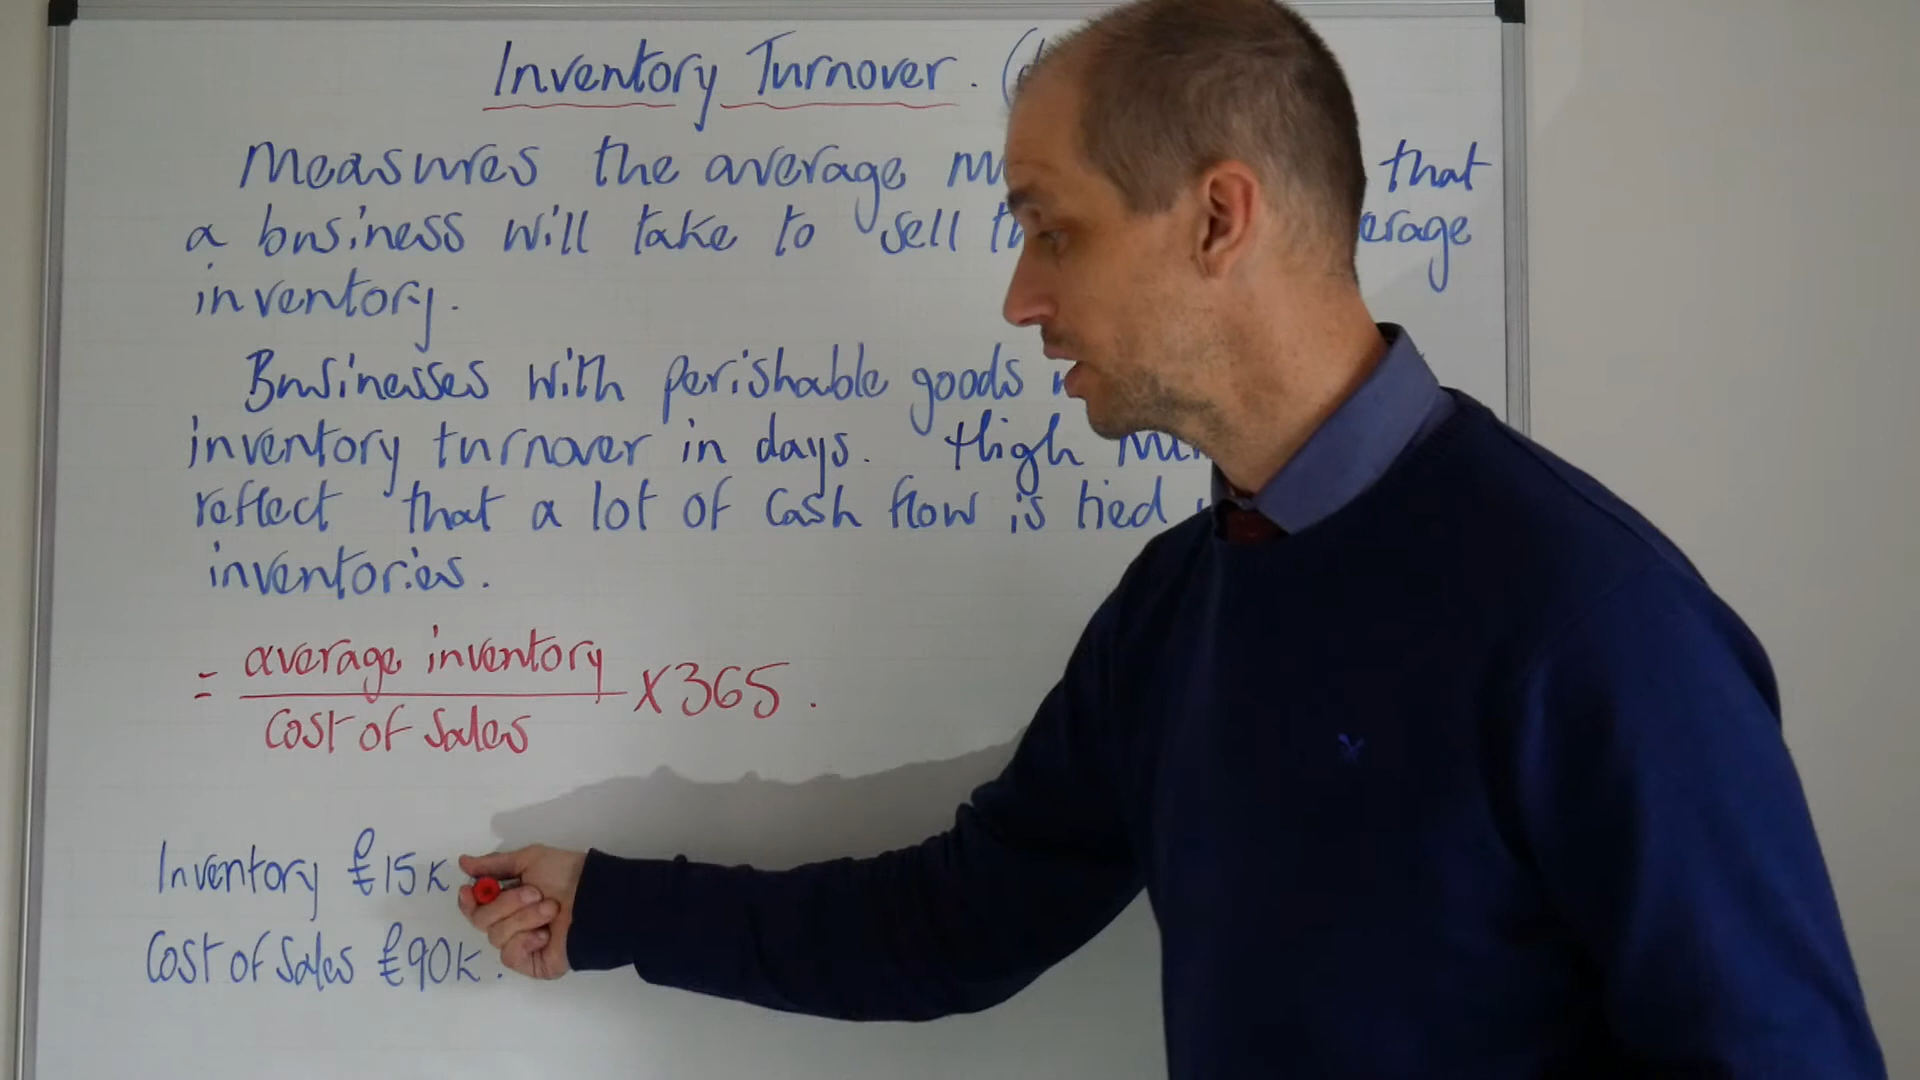 Inventory Turnover. (
Measures the average that
a business will take to sell
inventory.
Businesses with perishable goods
inventory turnover in days. High
reflect that a lot of cash flow is tied
inventories.
= average inventory
cost of sales
X 365.
Inventory £15K
Cost of Sales £90K.